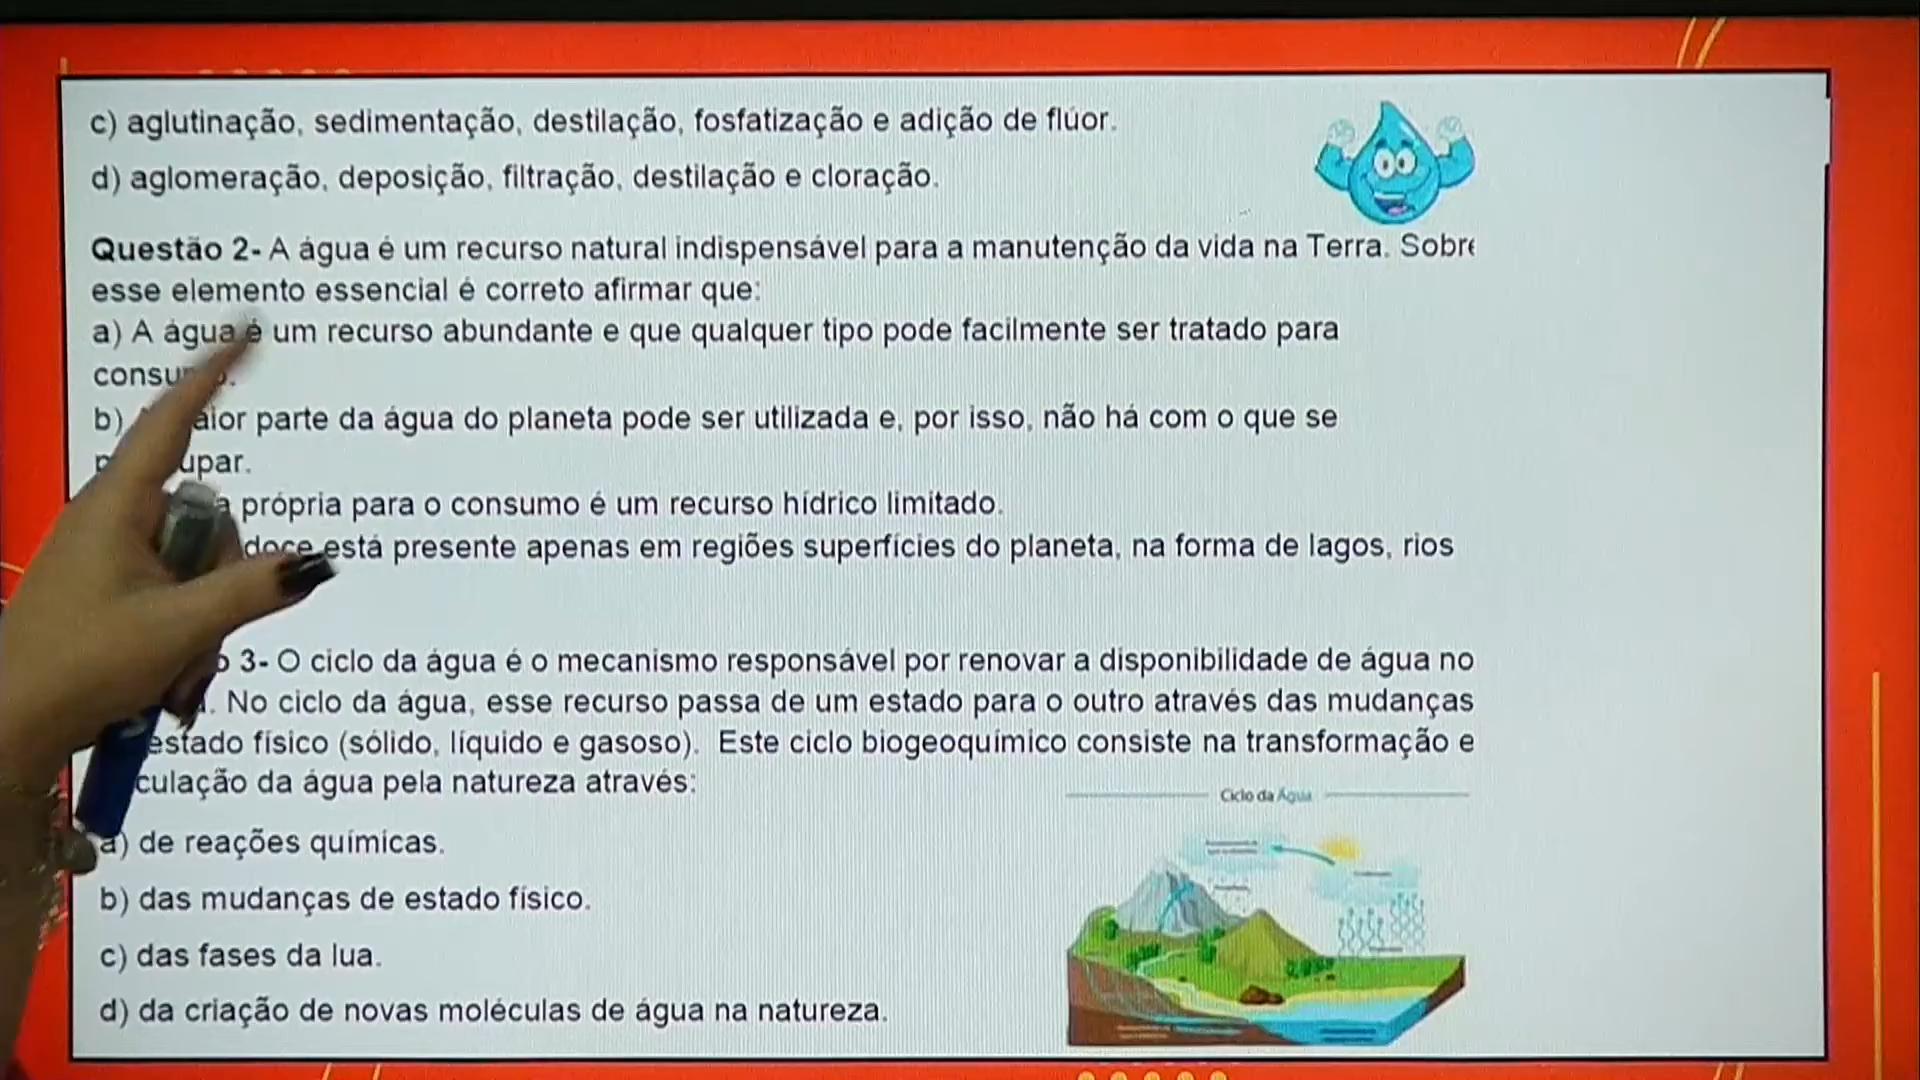 c) aglutinação, sedimentação, destilação, fosfatização e adição de flúor.
d) aglomeração, deposição, filtração, destilação e cloração.
Questão 2- A água é um recurso natural indispensável para a manutenção da vida na Terra. Sobre
esse elemento essencial é correto afirmar que:
a) A água é um recurso abundante e que qualquer tipo pode facilmente ser tratado para
b) parte da água do planeta pode ser utilizada e, por isso, não há com o que se
própria para o consumo é um recurso hídrico limitado.
doce está presente apenas em regiões superfícies do planeta, na forma de lagos, rios
3- O ciclo da água é o mecanismo responsável por renovar a disponibilidade de água no
. No ciclo da água, esse recurso passa de um estado para o outro através das mudanças
estado físico (sólido, líquido e gasoso). Este ciclo biogeoquímico consiste na transformação e
da água pela natureza através:
Ciclo da Água
a) de reações químicas.
b) das mudanças de estado físico.
c) das fases da lua.
d) da criação de novas moléculas de água na natureza.